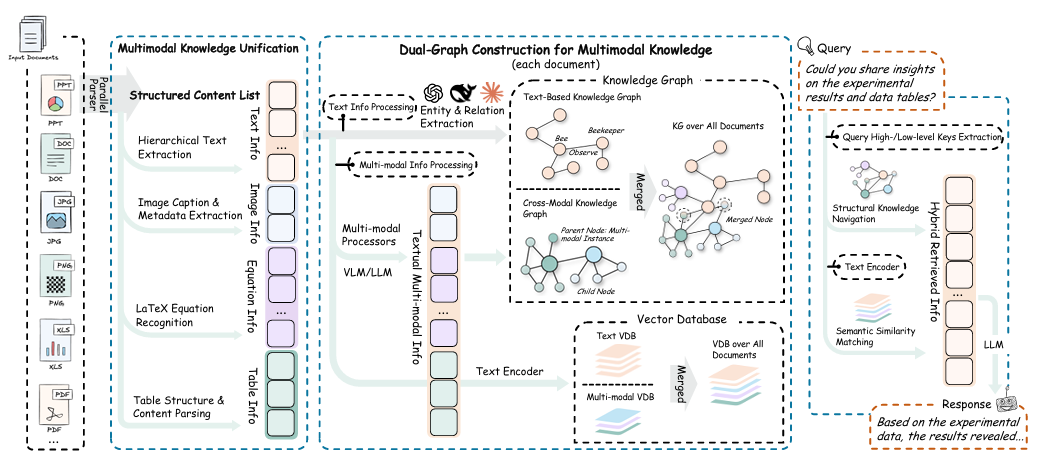 Input Documents
PPT
PPT
DOC
DOC
JPG
JPG
PNG
PNG
XLS
XLS
PDF
PDF
...
Parallel
Parser
Multimodal Knowledge Unification
Structured Content List
Hierarchical Text
Extraction
Image Caption &
Metadata Extraction
LaTeX Equation
Recognition
Table Structure &
Content Parsing
Text Info
...
Image Info
Equation Info
...
Table Info
Dual-Graph Construction for Multimodal Knowledge
(each document)
Text Info Processing
Entity & Relation
Extraction
Multi-modal Info Processing
Multi-modal
Processors
VLM/LLM
Textual Multi-modal Info
...
Text Encoder
Knowledge Graph
Text-Based Knowledge Graph
Bee
Beekeeper
Observe
Cross-Modal Knowledge
Graph
Parent Node: Multi-
modal Instance
Child Node
Merged
KG over All Documents
Merged Node
Vector Database
Text VDB
Multi-modal VDB
Merged
VDB over All
Documents
Query
Could you share insights
on the experimental
results and data tables?
Query High-/Low-level Keys Extraction
Structural Knowledge
Navigation
Text Encoder
Semantic Similarity
Matching
Hybrid Retrieved Info
...
LLM
Response
Based on the experimental
data, the results revealed...